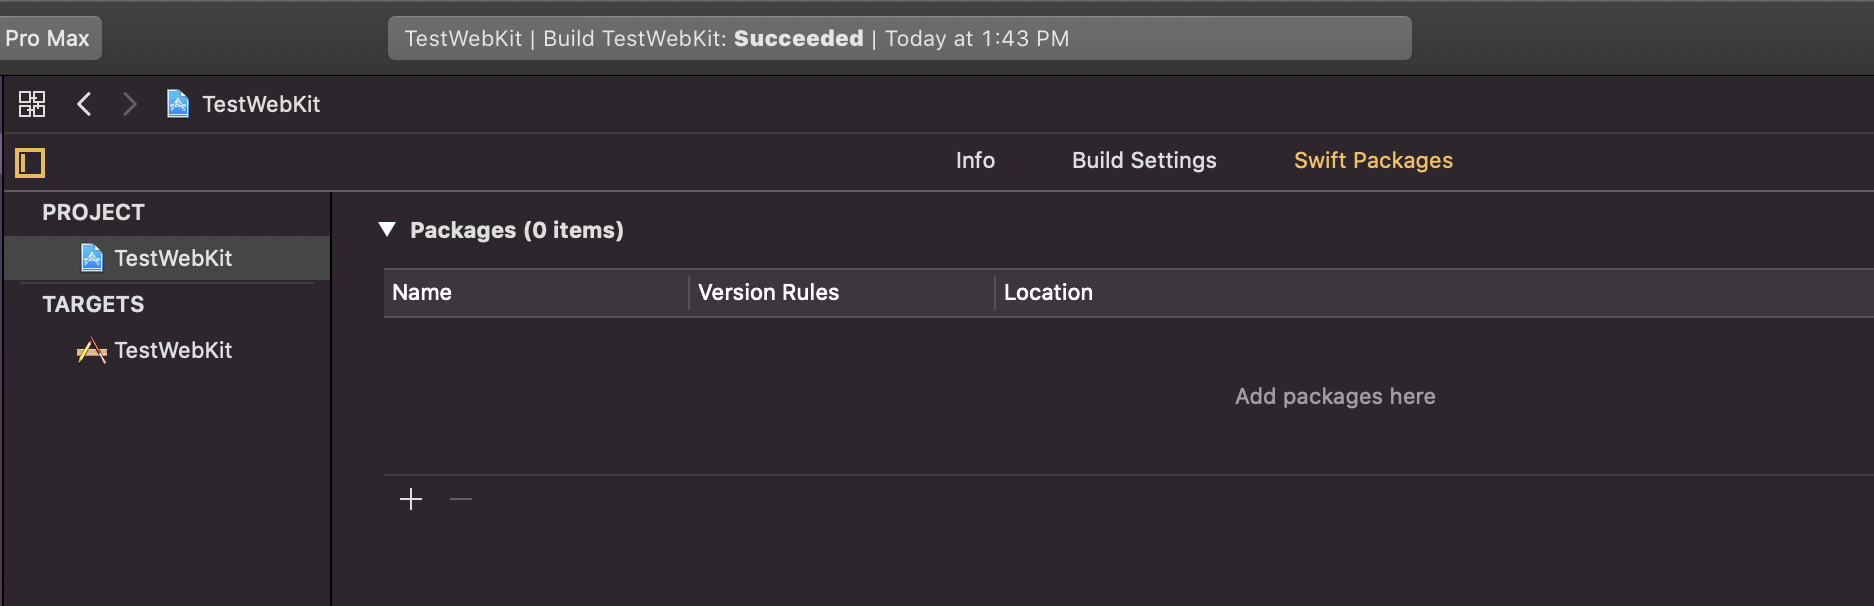 Pro Max
TestWebKit | Build TestWebKit: Succeeded | Today at 1:43 PM
TestWebKit
Info Build Settings Swift Packages
PROJECT
TestWebKit
TARGETS
TestWebKit
Packages (0 items)
Name Version Rules Location
Add packages here